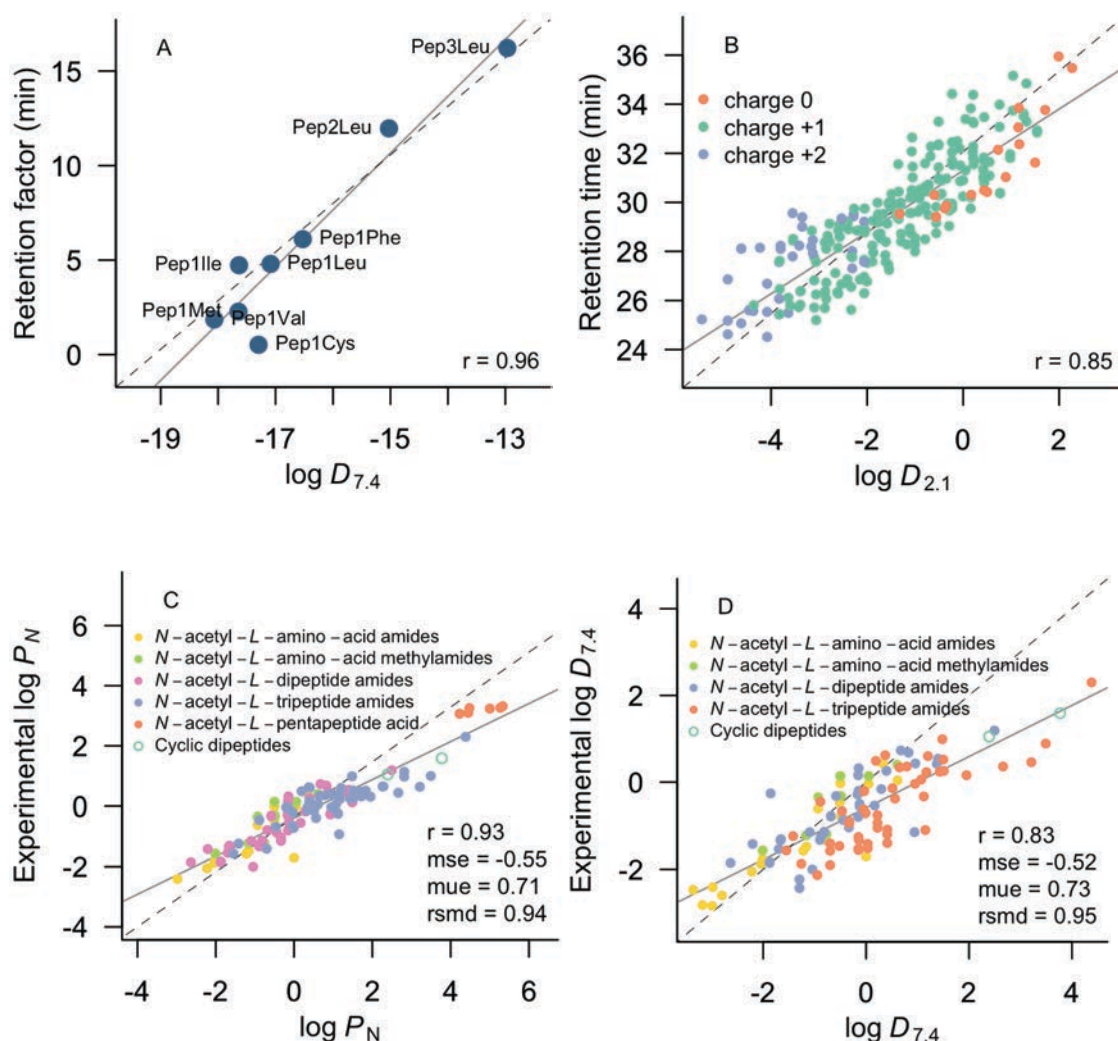 A
Retention factor (min)
15
10
5
0
Pep3Leu
Pep2Leu
Pep1Phe
Pep1Ile
Pep1Leu
Pep1Met
Pep1Val
Pep1Cys
r = 0.96
-19
-17
-15
-13
log D7.4
B
Retention time (min)
36
34
32
30
28
26
24
charge 0
charge +1
charge +2
r = 0.85
-4
-2
0
2
log D2.1
C
Experimental log PN
6
4
2
0
-2
-4
N-acetyl-L-amino-acid amides
N-acetyl-L-amino-acid methylamides
N-acetyl-L-dipeptide amides
N-acetyl-L-tripeptide amides
N-acetyl-L-pentapeptide acid
Cyclic dipeptides
r = 0.93
mse = -0.55
mue = 0.71
rsmd = 0.94
-4
-2
0
2
4
6
log PN
D
Experimental log D7.4
4
2
0
-2
N-acetyl-L-amino-acid amides
N-acetyl-L-amino-acid methylamides
N-acetyl-L-dipeptide amides
N-acetyl-L-tripeptide amides
Cyclic dipeptides
r = 0.83
mse = -0.52
mue = 0.73
rsmd = 0.95
-2
0
2
4
log D7.4